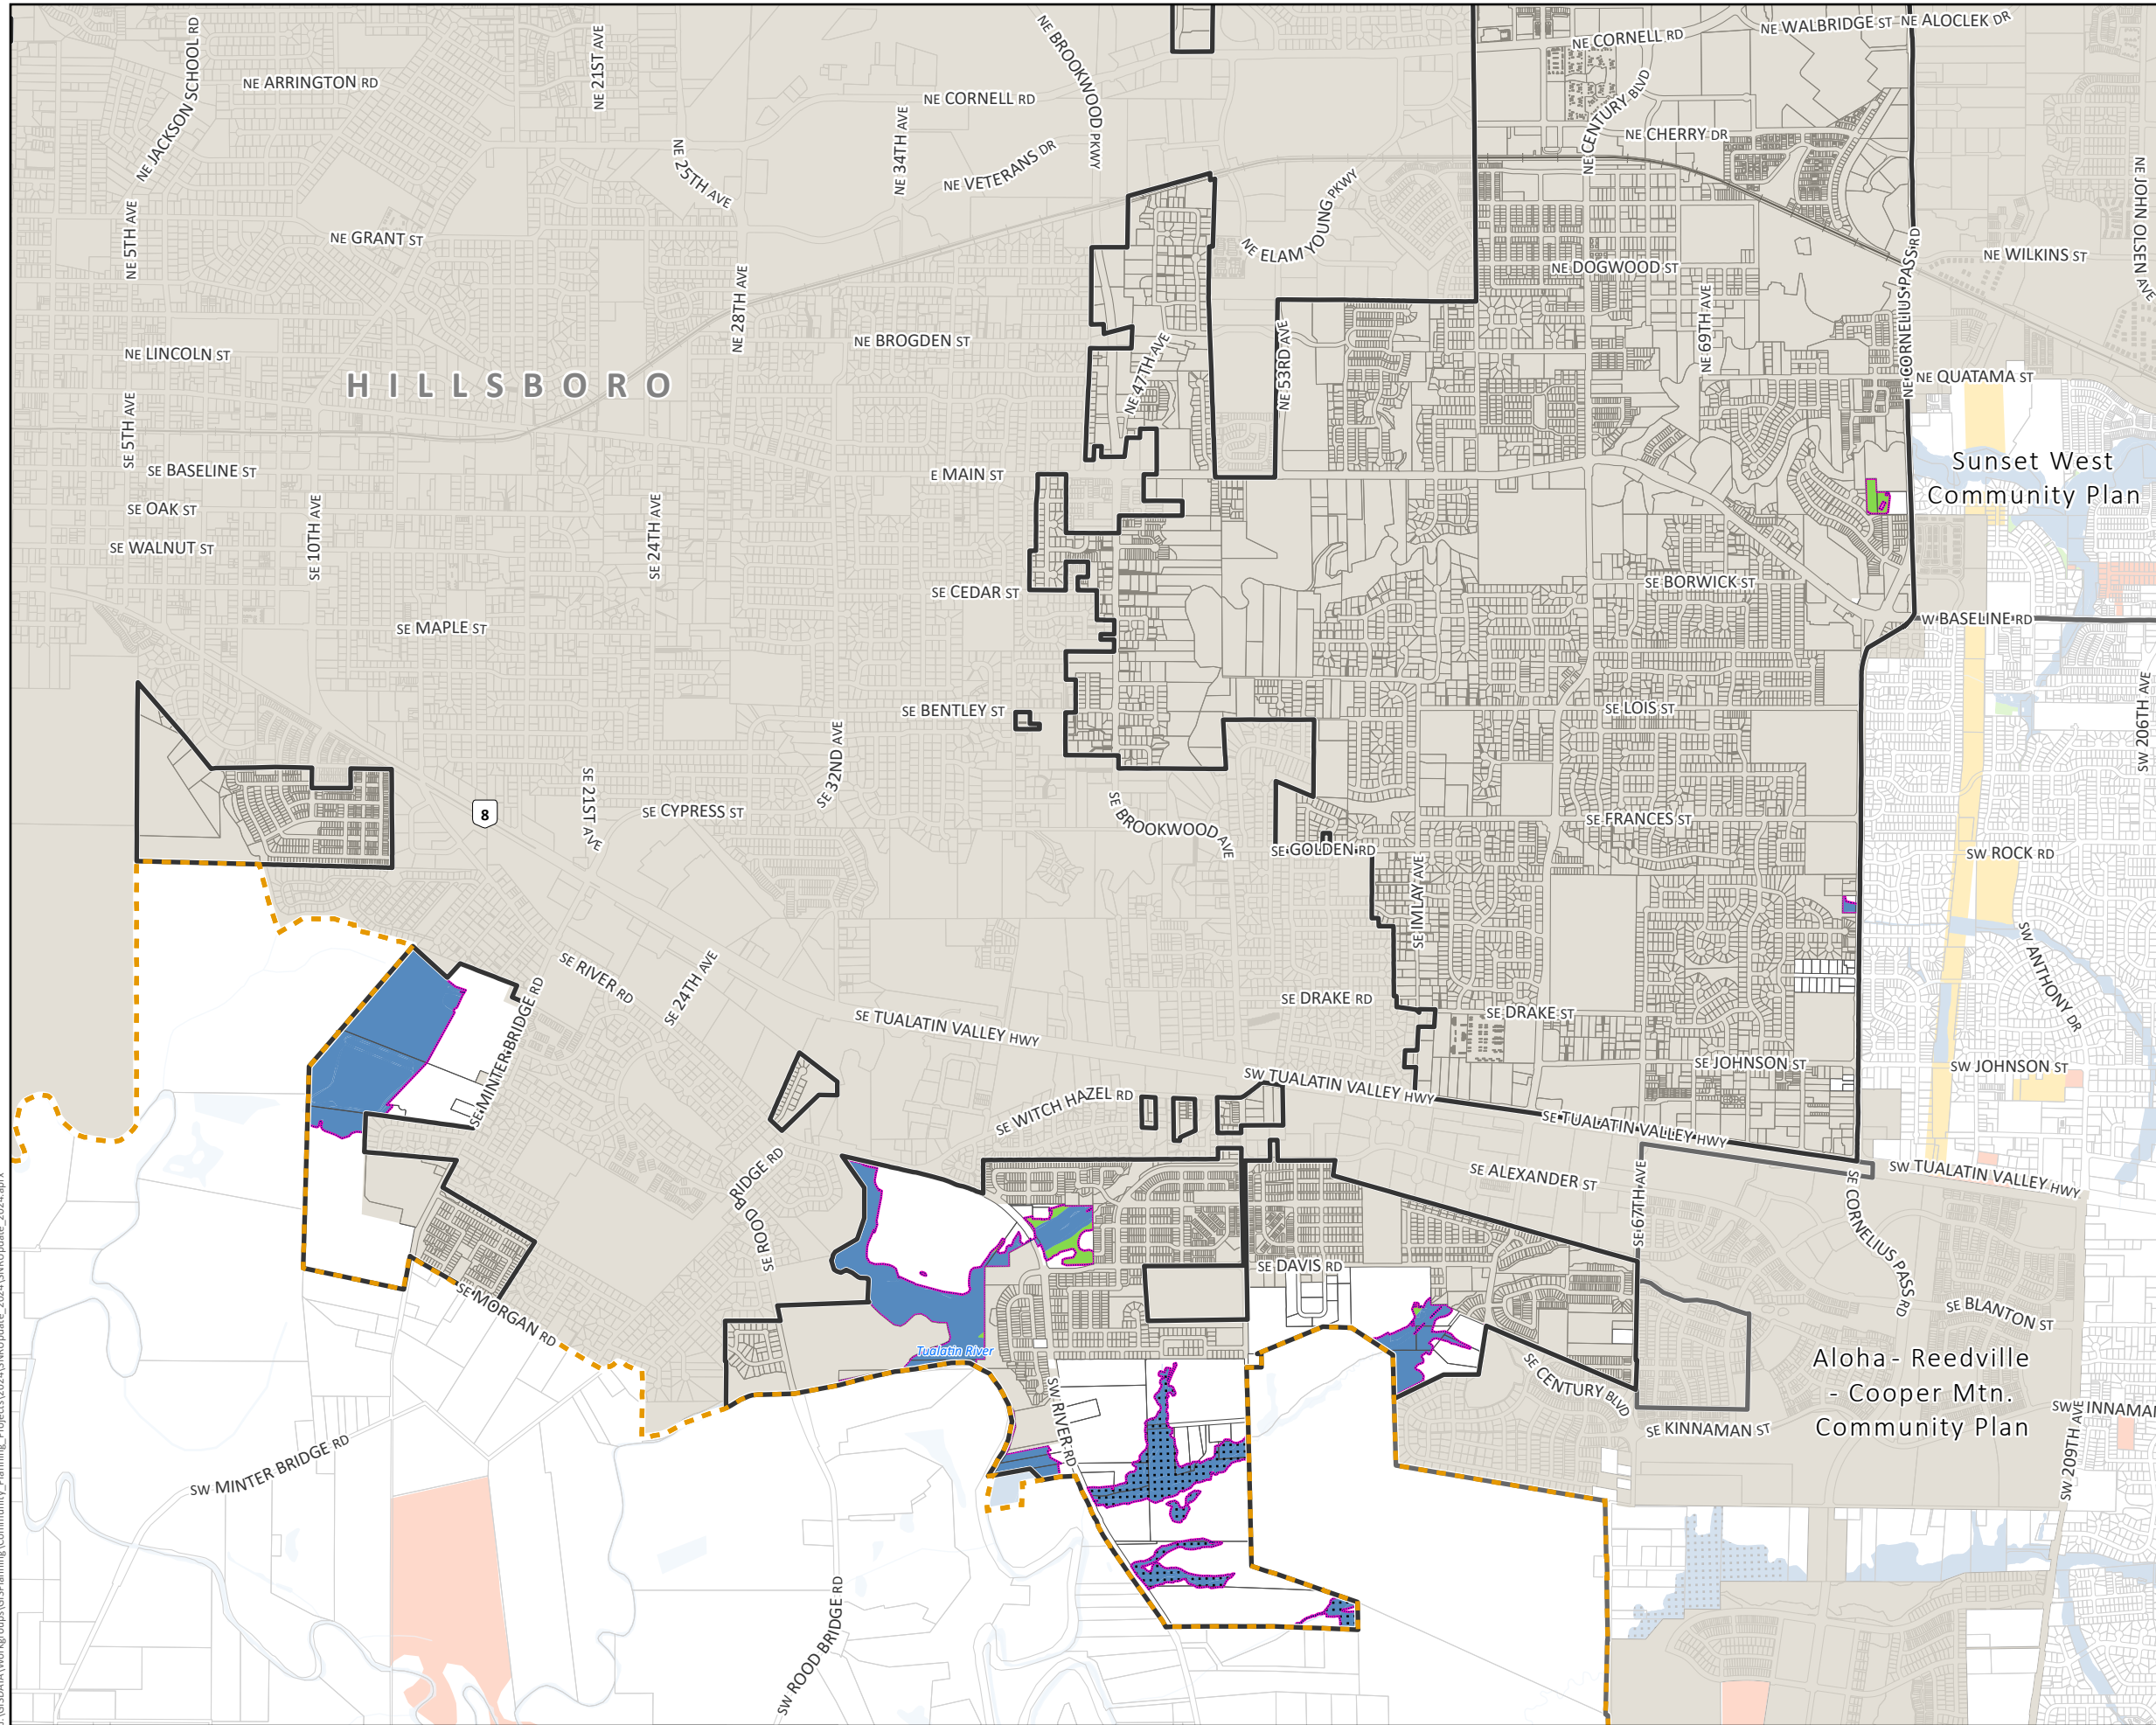 NE WALBRIDGE ST
NE ALOCLEK DR
NE CORNELL RD
NE JACKSON SCHOOL RD
21ST AVE
NE
NE BROOKWOOD PKWY
NE ARRINGTON RD
NE CORNELL RD
NE CENTURY BLVD
NE CHERRY DR
NE 25TH AVE
NE 34TH AVE
NE VETERANS DR
NE JOHN OLSEN AVE
NE 5TH AVE
NE GRANT ST
NE ELAM YOUNG PKWY
NE DOGWOOD ST
NE WILKINS ST
NE CORNELIUS PASS RD
NE 28TH AVE
NE 69TH AVE
NE LINCOLN ST
NE BROGDEN ST
NE 47TH AVE
NE 53RD AVE
NE QUATAMA ST
HILLSBORO
SE 5TH AVE
SE BASELINE ST
E MAIN ST
Sunset West
Community Plan
SE OAK ST
SE 10TH AVE
SE 24TH AVE
SE WALNUT ST
SE CEDAR ST
SE BORWICK ST
W BASELINE RD
SE MAPLE ST
SE BENTLEY ST
SE LOIS ST
SW 206TH AVE
SE 32ND AVE
8
SE 21ST AVE
SE CYPRESS ST
SE BROOKWOOD AVE
SE FRANCES ST
SE GOLDEN RD
SW ROCK RD
SE IMLAY AVE
SE RIVER RD
SE 24TH AVE
SW ANTHONY DR
SE DRAKE RD
SE DRAKE ST
SE TUALATIN VALLEY HWY
SE MINTER BRIDGE RD
SE JOHNSON ST
SW JOHNSON ST
SW TUALATIN VALLEY HWY
SE WITCH HAZEL RD
SE TUALATIN VALLEY HWY
SE ALEXANDER ST
SW TUALATIN VALLEY HWY
SE ROOD BRIDGE RD
SE 67TH AVE
SE CORNELIUS PASS RD
SE DAVIS RD
SE MORGAN RD
SE BLANTON ST
Tualatin River
Aloha - Reedville
- Cooper Mtn.
Community Plan
SE CENTURY BLVD
SW RIVER RD
SE KINNAMAN ST
SW 209TH AVE
SW MINTER BRIDGE RD
SW ROOD BRIDGE RD